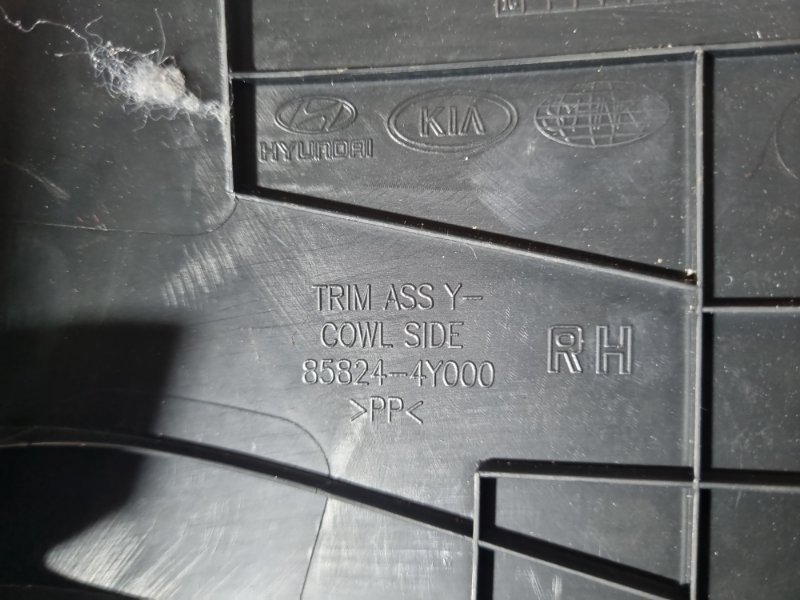 HYUNDAI
KIA
TRIM ASS Y-
COWL SIDE
85824-4Y000
>PP<
RH